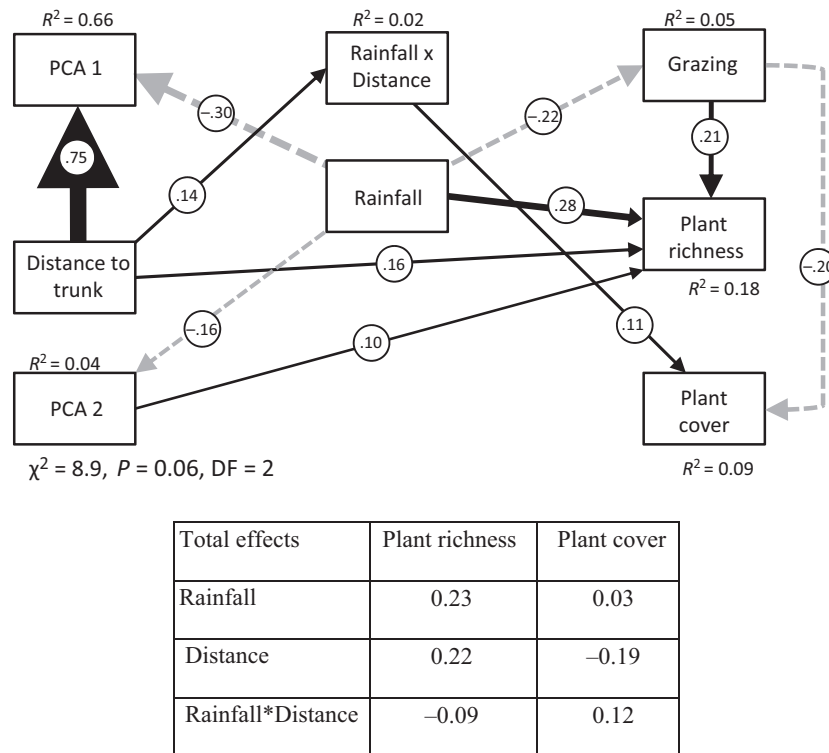 R² = 0.66
R² = 0.02
R² = 0.05
PCA 1
Rainfall x
Distance
Grazing
–.30
–.22
.21
.75
.14
Rainfall
.28
Plant
richness
Distance to
trunk
.16
–.20
R² = 0.18
–.16
.11
.10
R² = 0.04
PCA 2
Plant
cover
χ² = 8.9, P = 0.06, DF = 2
R² = 0.09
Total effects Plant richness Plant cover
Rainfall 0.23 0.03
Distance 0.22 –0.19
Rainfall*Distance –0.09 0.12